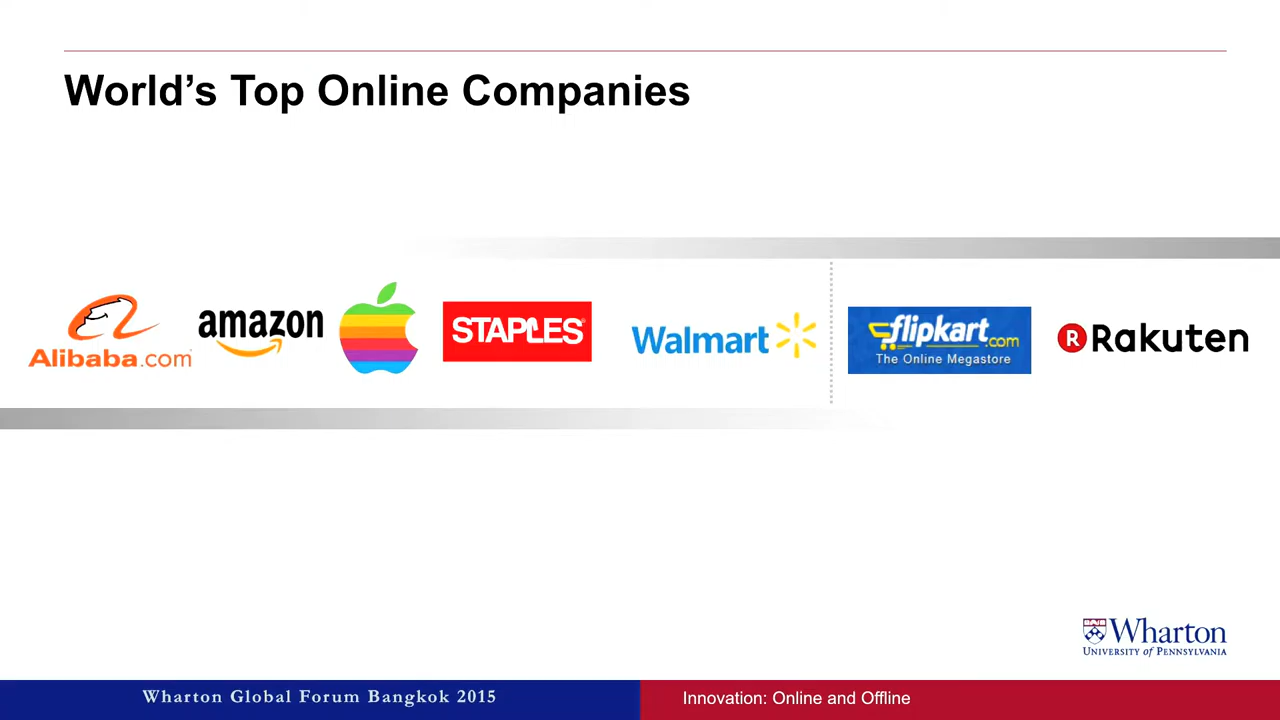 World's Top Online Companies
Alibaba.com
amazon
STAPLES
Walmart
flipkart.com
The Online Megastore
R Rakuten
Wharton
UNIVERSITY of PENNSYLVANIA
Wharton Global Forum Bangkok 2015
Innovation: Online and Offline